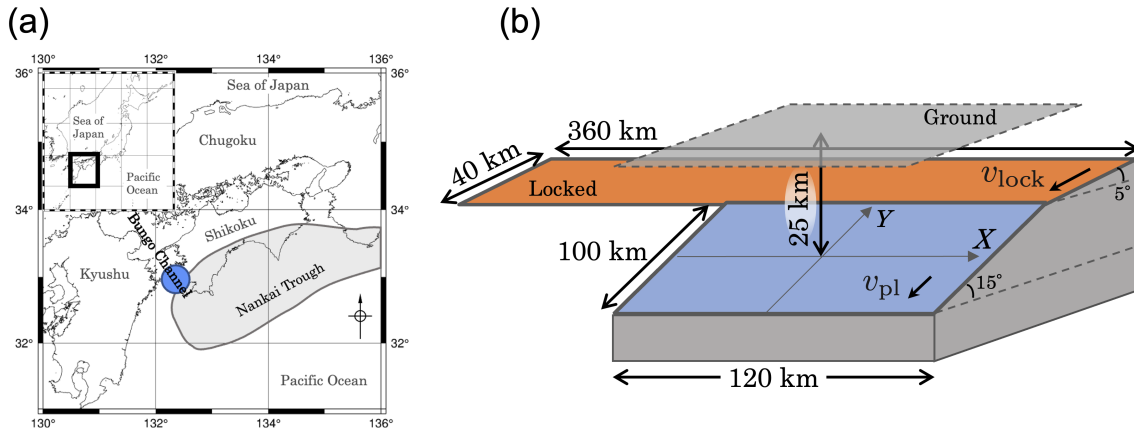 (a)
130°
132°
134°
136°
36°
36°
Sea of Japan
Sea of
Japan
Chugoku
Pacific
Ocean
34°
34°
Bungo Channel
Shikoku
Kyushu
Nankai Trough
32°
32°
Pacific Ocean
130°
132°
134°
136°
(b)
Ground
360 km
40 km
Locked
v_lock
5°
25 km
Y
100 km
X
v_pl
15°
120 km